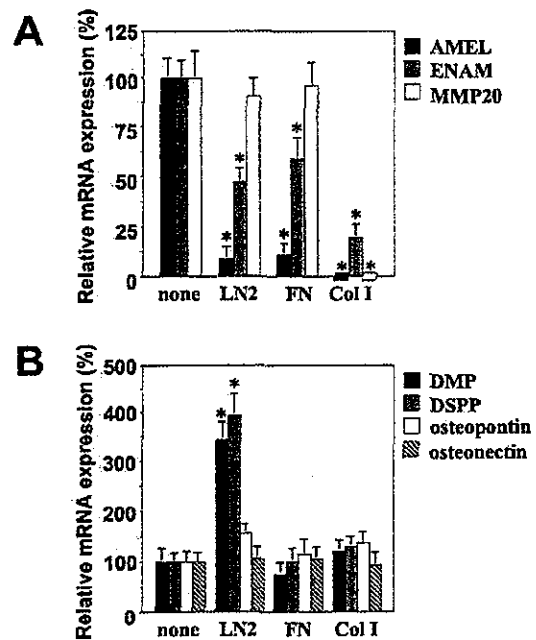 A
Relative mRNA expression (%)
125
100
75
50
25
0
AMEL
ENAM
MMP20
* * * * * * *
none LN2 FN Col I
B
Relative mRNA expression (%)
500
400
300
200
100
0
DMP
DSPP
osteopontin
osteonectin
* *
none LN2 FN Col I